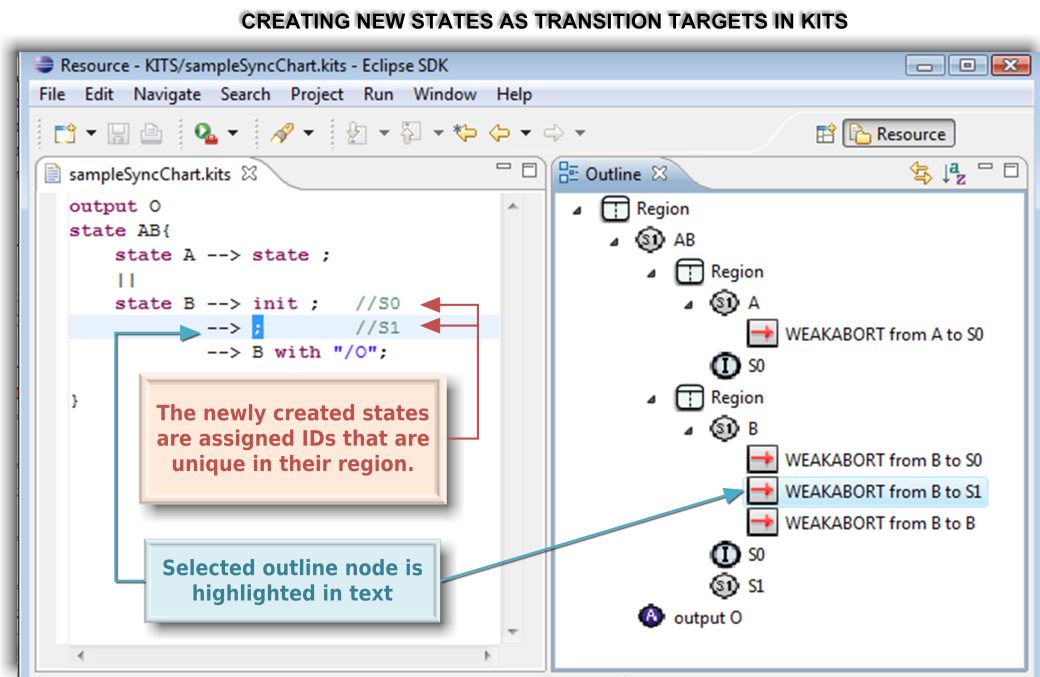 CREATING NEW STATES AS TRANSITION TARGETS IN KITS
Resource - KITS/sampleSyncChart.kits - Eclipse SDK
File Edit Navigate Search Project Run Window Help
Resource
sampleSyncChart.kits
output O
state AB{
state A --> state ;
||
state B --> init ; //S0
--> ; //S1
--> B with "/O";
}
The newly created states
are assigned IDs that are
unique in their region.
Selected outline node is
highlighted in text
Outline
a
z
Region
S1 AB
Region
S1 A
WEAKABORT from A to S0
I S0
Region
S1 B
WEAKABORT from B to S0
WEAKABORT from B to S1
WEAKABORT from B to B
I S0
S1 S1
A output O